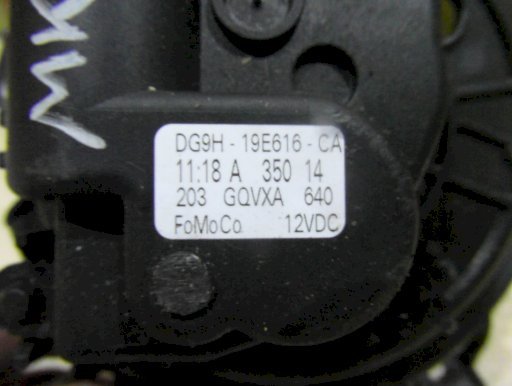 DG9H - 19E616 - CA
11:18 A 350 14
203 GQVXA 640
FoMoCo 12VDC